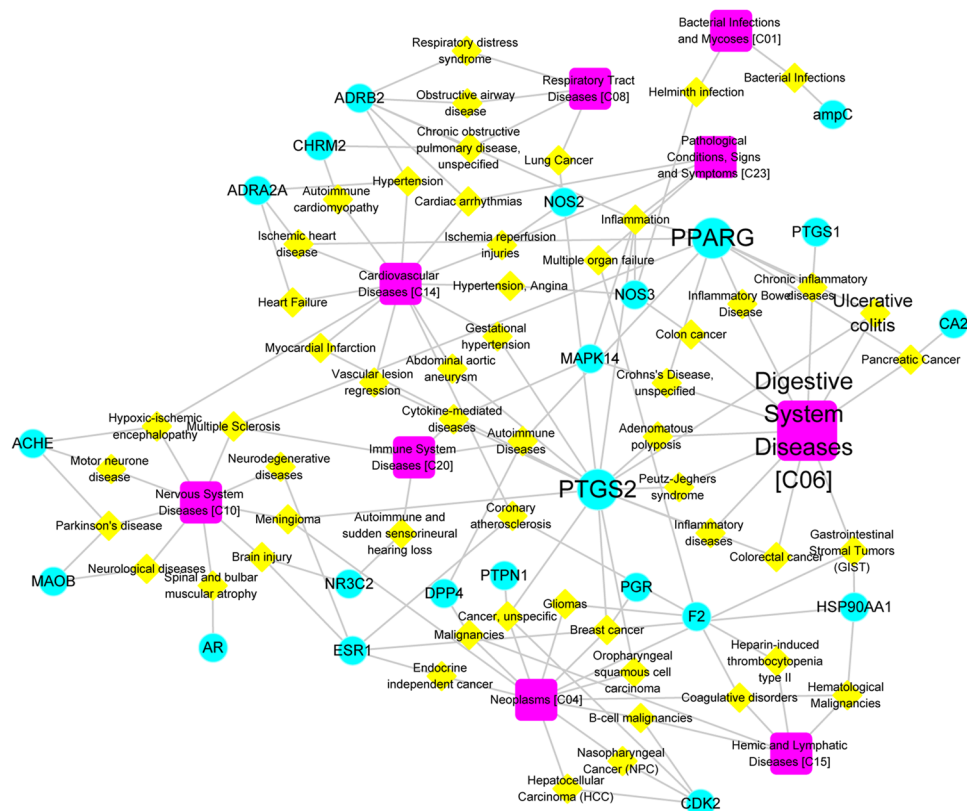 Bacterial Infections
and Mycoses [C01]
Respiratory distress
syndrome
Respiratory Tract
Diseases [C08]
Bacterial Infections
Helminth infection
ADRB2
Obstructive airway
disease
ampC
Chronic obstructive
pulmonary disease,
unspecified
Pathological
Conditions, Signs
and Symptoms [C23]
CHRM2
Lung Cancer
Hypertension
ADRA2A
Autoimmune
cardiomyopathy
Cardiac arrhythmias
NOS2
Inflammation
PPARG
PTGS1
Ischemic heart
disease
Ischemia reperfusion
injuries
Multiple organ failure
Cardiovascular
Diseases [C14]
Hypertension, Angina
NOS3
Inflammatory Bowel
Disease
Chronic inflammatory
diseases
Ulcerative
colitis
Heart Failure
CA2
Gestational
hypertension
Colon cancer
Myocardial Infarction
Abdominal aortic
aneurysm
MAPK14
Pancreatic Cancer
Vascular lesion
regression
Crohns's Disease,
unspecified
Digestive
System
Diseases
[C06]
Hypoxic-ischemic
encephalopathy
Multiple Sclerosis
Cytokine-mediated
diseases
ACHE
Immune System
Diseases [C20]
Autoimmune
Diseases
Adenomatous
polyposis
Motor neurone
disease
Neurodegenerative
diseases
PTGS2
Peutz-Jeghers
syndrome
Nervous System
Diseases [C10]
Meningioma
Parkinson's disease
Autoimmune and
sudden sensorineural
hearing loss
Coronary
atherosclerosis
Inflammatory
diseases
Gastrointestinal
Stromal Tumors
(GIST)
Brain injury
Colorectal cancer
MAOB
Neurological diseases
Spinal and bulbar
muscular atrophy
NR3C2
DPP4
PTPN1
PGR
HSP90AA1
Cancer, unspecific
Gliomas
F2
AR
ESR1
Malignancies
Breast cancer
Endocrine
independent cancer
Oropharyngeal
squamous cell
carcinoma
Heparin-induced
thrombocytopenia
type II
Neoplasms [C04]
Coagulative disorders
Hematological
Malignancies
B-cell malignancies
Hemic and Lymphatic
Diseases [C15]
Nasopharyngeal
Cancer (NPC)
Hepatocellular
Carcinoma (HCC)
CDK2